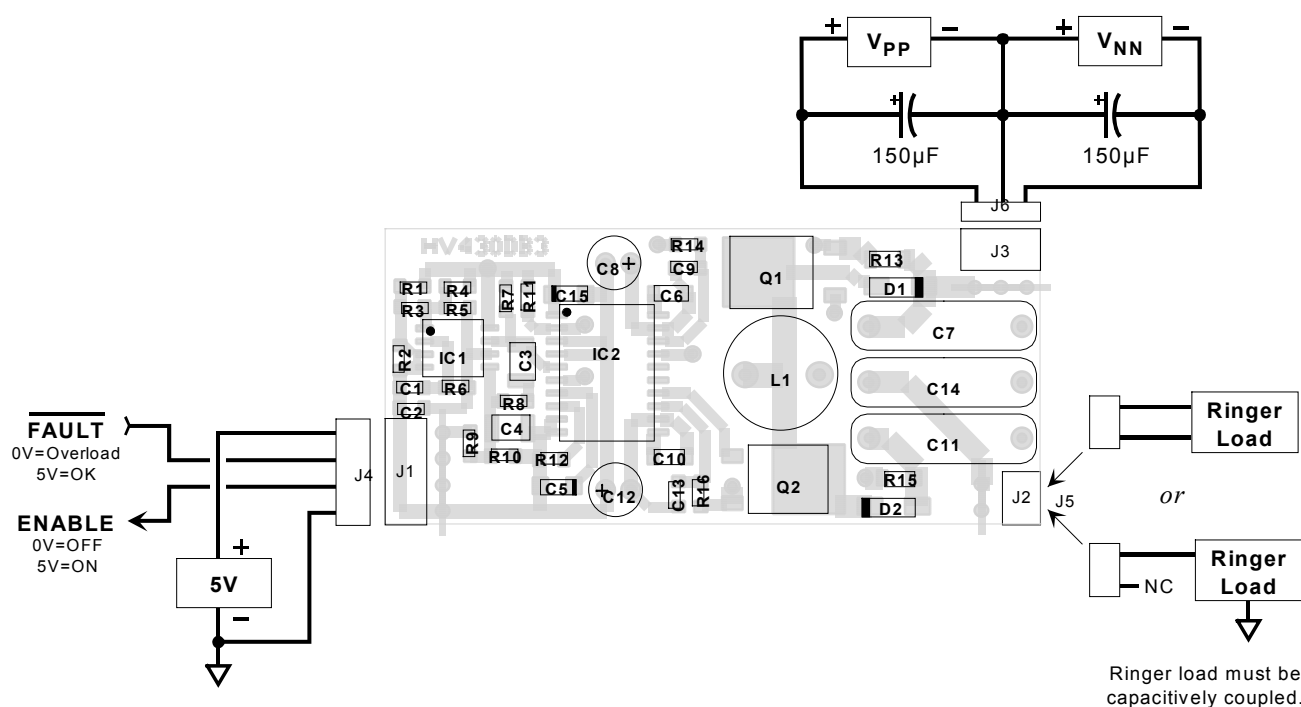 + V_PP − + V_NN −
+ +
150µF 150µF
J6
J3
HV430DB3
C8 +
R14
C9
Q1
R13
D1
R1 R4 R7 R11 C15 C6
R3 R5
C7
R2 IC1 C3 IC2 L1
C1 R6
C14
C2 R8
C4
C11
R9 R10 R12 C10
C5 + C12 C13 R16 Q2 R15
D2
J4 J1
J2 J5
FAULT
0V=Overload
5V=OK
ENABLE
0V=OFF
5V=ON
+
5V
−
Ringer
Load
or
Ringer
Load
NC
Ringer load must be
capacitively coupled.